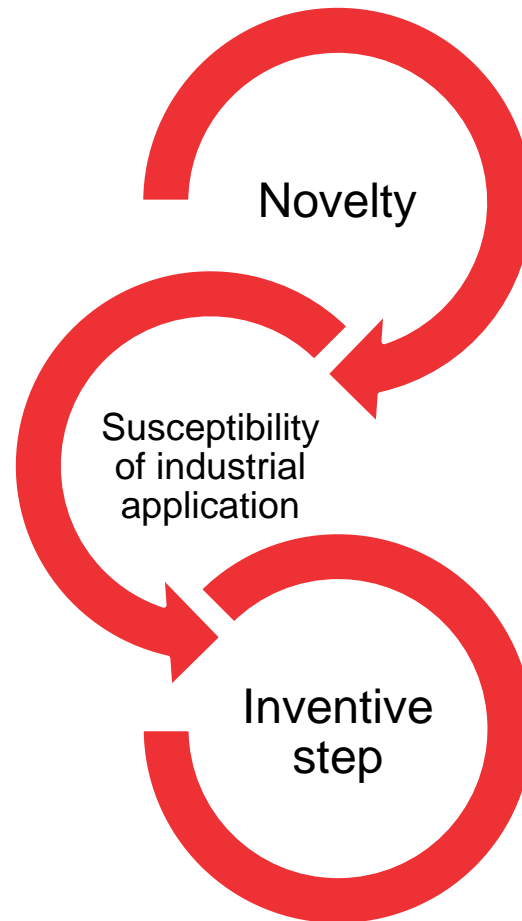 Novelty
Susceptibility
of industrial
application
Inventive
step